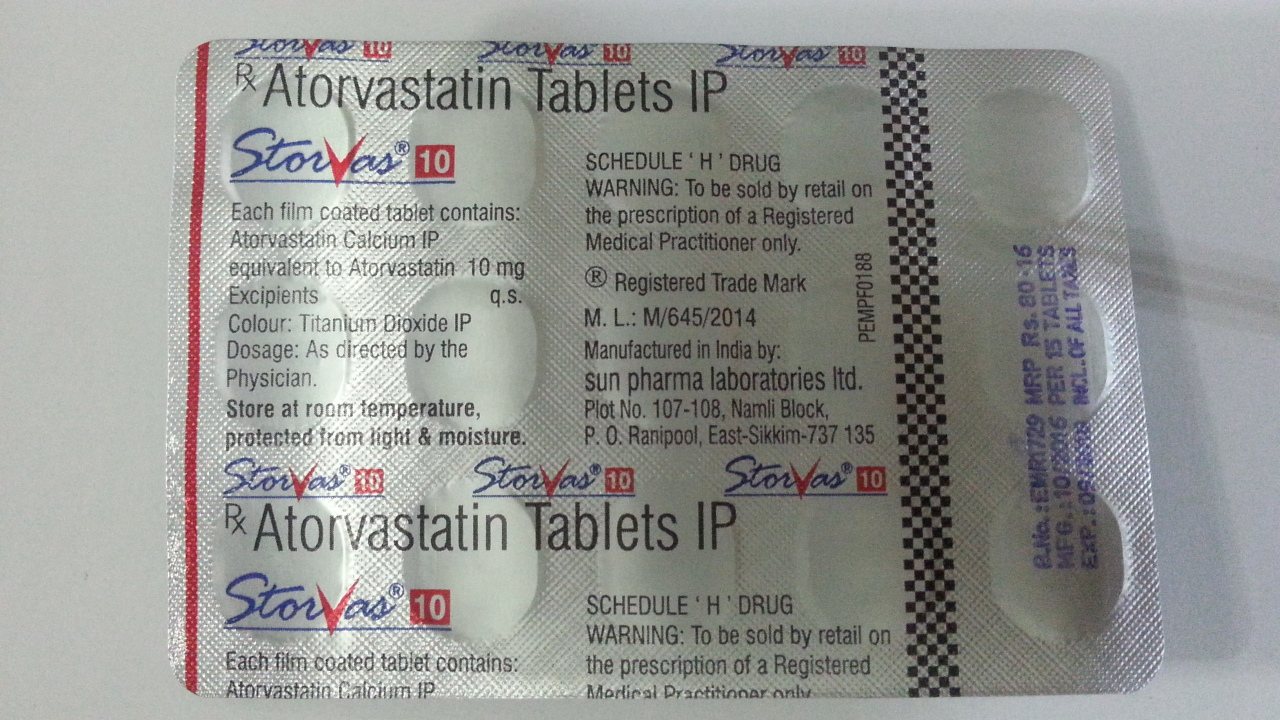 Storvas 10 Storvas 10 Storvas 10
Rx Atorvastatin Tablets IP
Storvas® 10
Each film coated tablet contains:
Atorvastatin Calcium IP
equivalent to Atorvastatin 10 mg
Excipients q.s.
Colour: Titanium Dioxide IP
Dosage: As directed by the
Physician.
Store at room temperature,
protected from light & moisture.
SCHEDULE ' H ' DRUG
WARNING: To be sold by retail on
the prescription of a Registered
Medical Practitioner only.
® Registered Trade Mark
M. L.: M/645/2014
Manufactured in India by:
sun pharma laboratories ltd.
Plot No. 107-108, Namli Block,
P. O. Ranipool, East-Sikkim-737 135
PEMPF0188
B.No.:EMR1729 MRP Rs. 80-16
MFG.:10/2016 PER 15 TABLETS
EXP.: INCL.OF ALL TAXES
Storvas® 10 Storvas® 10 Storvas® 10
Rx Atorvastatin Tablets IP
Storvas® 10
Each film coated tablet contains:
Atorvastatin Calcium IP
SCHEDULE ' H ' DRUG
WARNING: To be sold by retail on
the prescription of a Registered
Medical Practitioner only